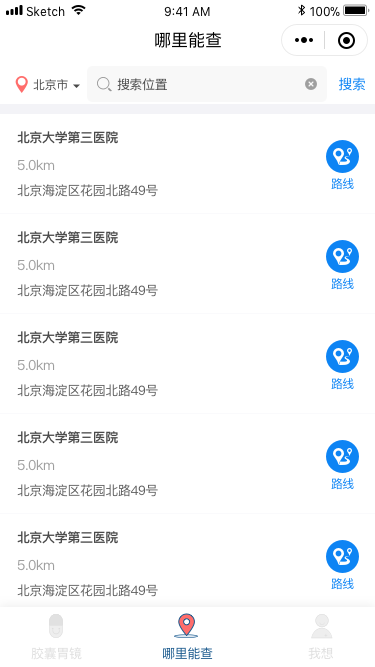 Sketch 9:41 AM 100%
哪里能查
北京市 搜索位置 搜索
北京大学第三医院
5.0km
北京海淀区花园北路49号
路线
北京大学第三医院
5.0km
北京海淀区花园北路49号
路线
北京大学第三医院
5.0km
北京海淀区花园北路49号
路线
北京大学第三医院
5.0km
北京海淀区花园北路49号
路线
北京大学第三医院
5.0km
北京海淀区花园北路49号
路线
胶囊胃镜 哪里能查 我想